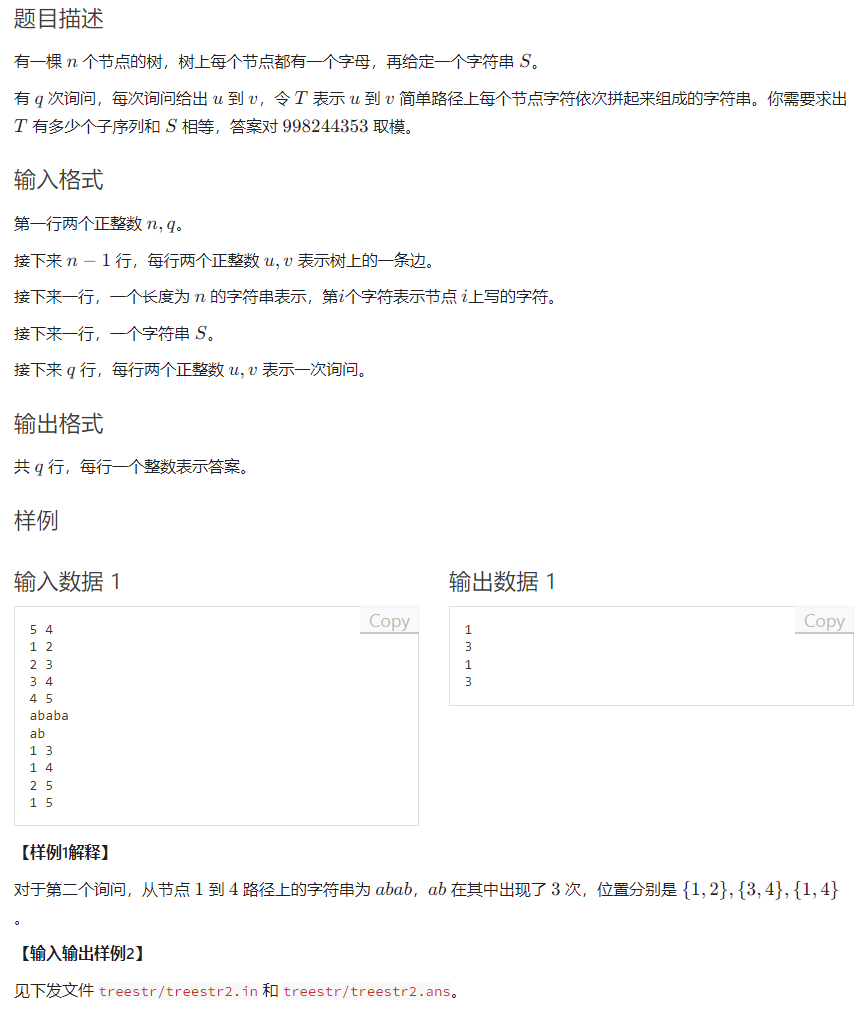 题目描述
有一棵 n 个节点的树，树上每个节点都有一个字母，再给定一个字符串 S。
有 q 次询问，每次询问给出 u 到 v，令 T 表示 u 到 v 简单路径上每个节点字符依次拼起来组成的字符串。你需要求出
T 有多少个子序列和 S 相等，答案对 998244353 取模。
输入格式
第一行两个正整数 n, q。
接下来 n − 1 行，每行两个正整数 u, v 表示树上的一条边。
接下来一行，一个长度为 n 的字符串表示，第i个字符表示节点 i上写的字符。
接下来一行，一个字符串 S。
接下来 q 行，每行两个正整数 u, v 表示一次询问。
输出格式
共 q 行，每行一个整数表示答案。
样例
输入数据 1
Copy
5 4
1 2
2 3
3 4
4 5
ababa
ab
1 3
1 4
2 5
1 5
输出数据 1
Copy
1
3
1
3
【样例1解释】
对于第二个询问，从节点 1 到 4 路径上的字符串为 abab，ab 在其中出现了 3 次，位置分别是 {1, 2}, {3, 4}, {1, 4}
。
【输入输出样例2】
见下发文件 treestr/treestr2.in 和 treestr/treestr2.ans。